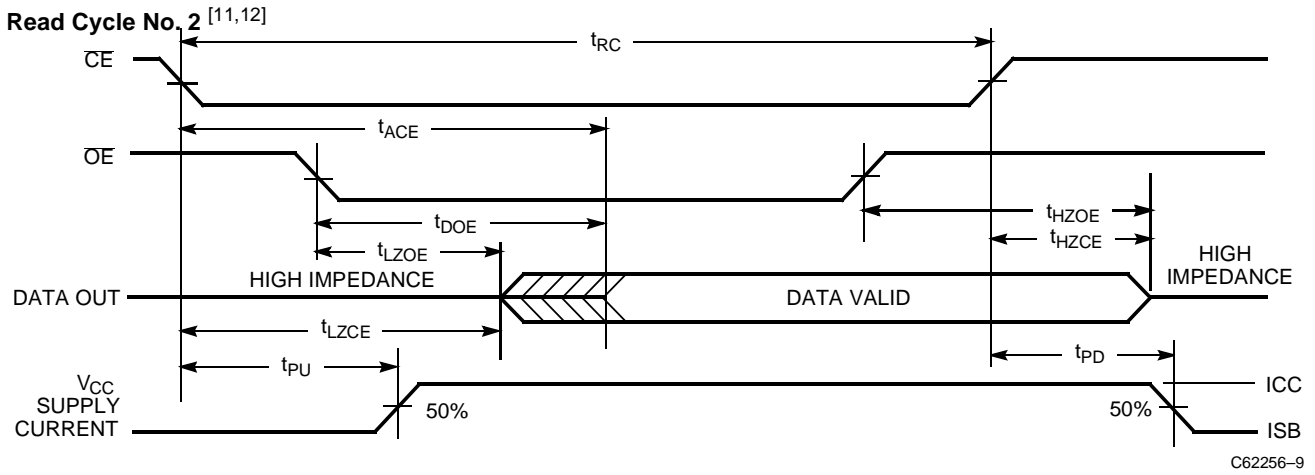 Read Cycle No. 2 [11,12]
tRC
CE
tACE
OE
tDOE
tHZOE
tLZOE
tHZCE
HIGH IMPEDANCE
HIGH
IMPEDANCE
DATA OUT
DATA VALID
tLZCE
tPU
tPD
VCC
SUPPLY
CURRENT
50%
50%
ICC
ISB
C62256–9